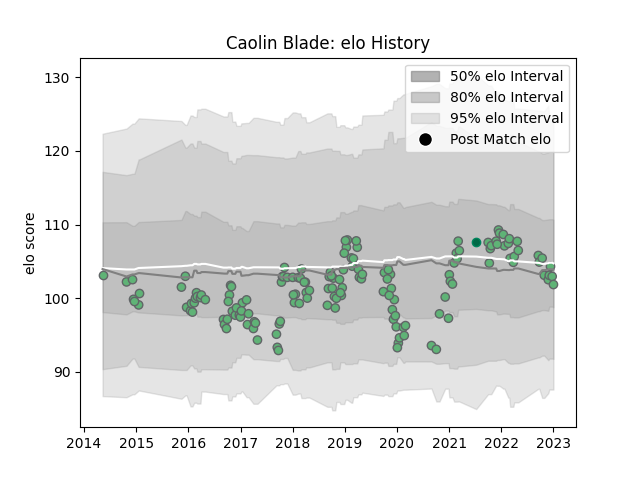 Caolin Blade: elo History
50% elo Interval
80% elo Interval
95% elo Interval
Post Match elo
elo score
130
120
110
100
90
2014 2015 2016 2017 2018 2019 2020 2021 2022 2023